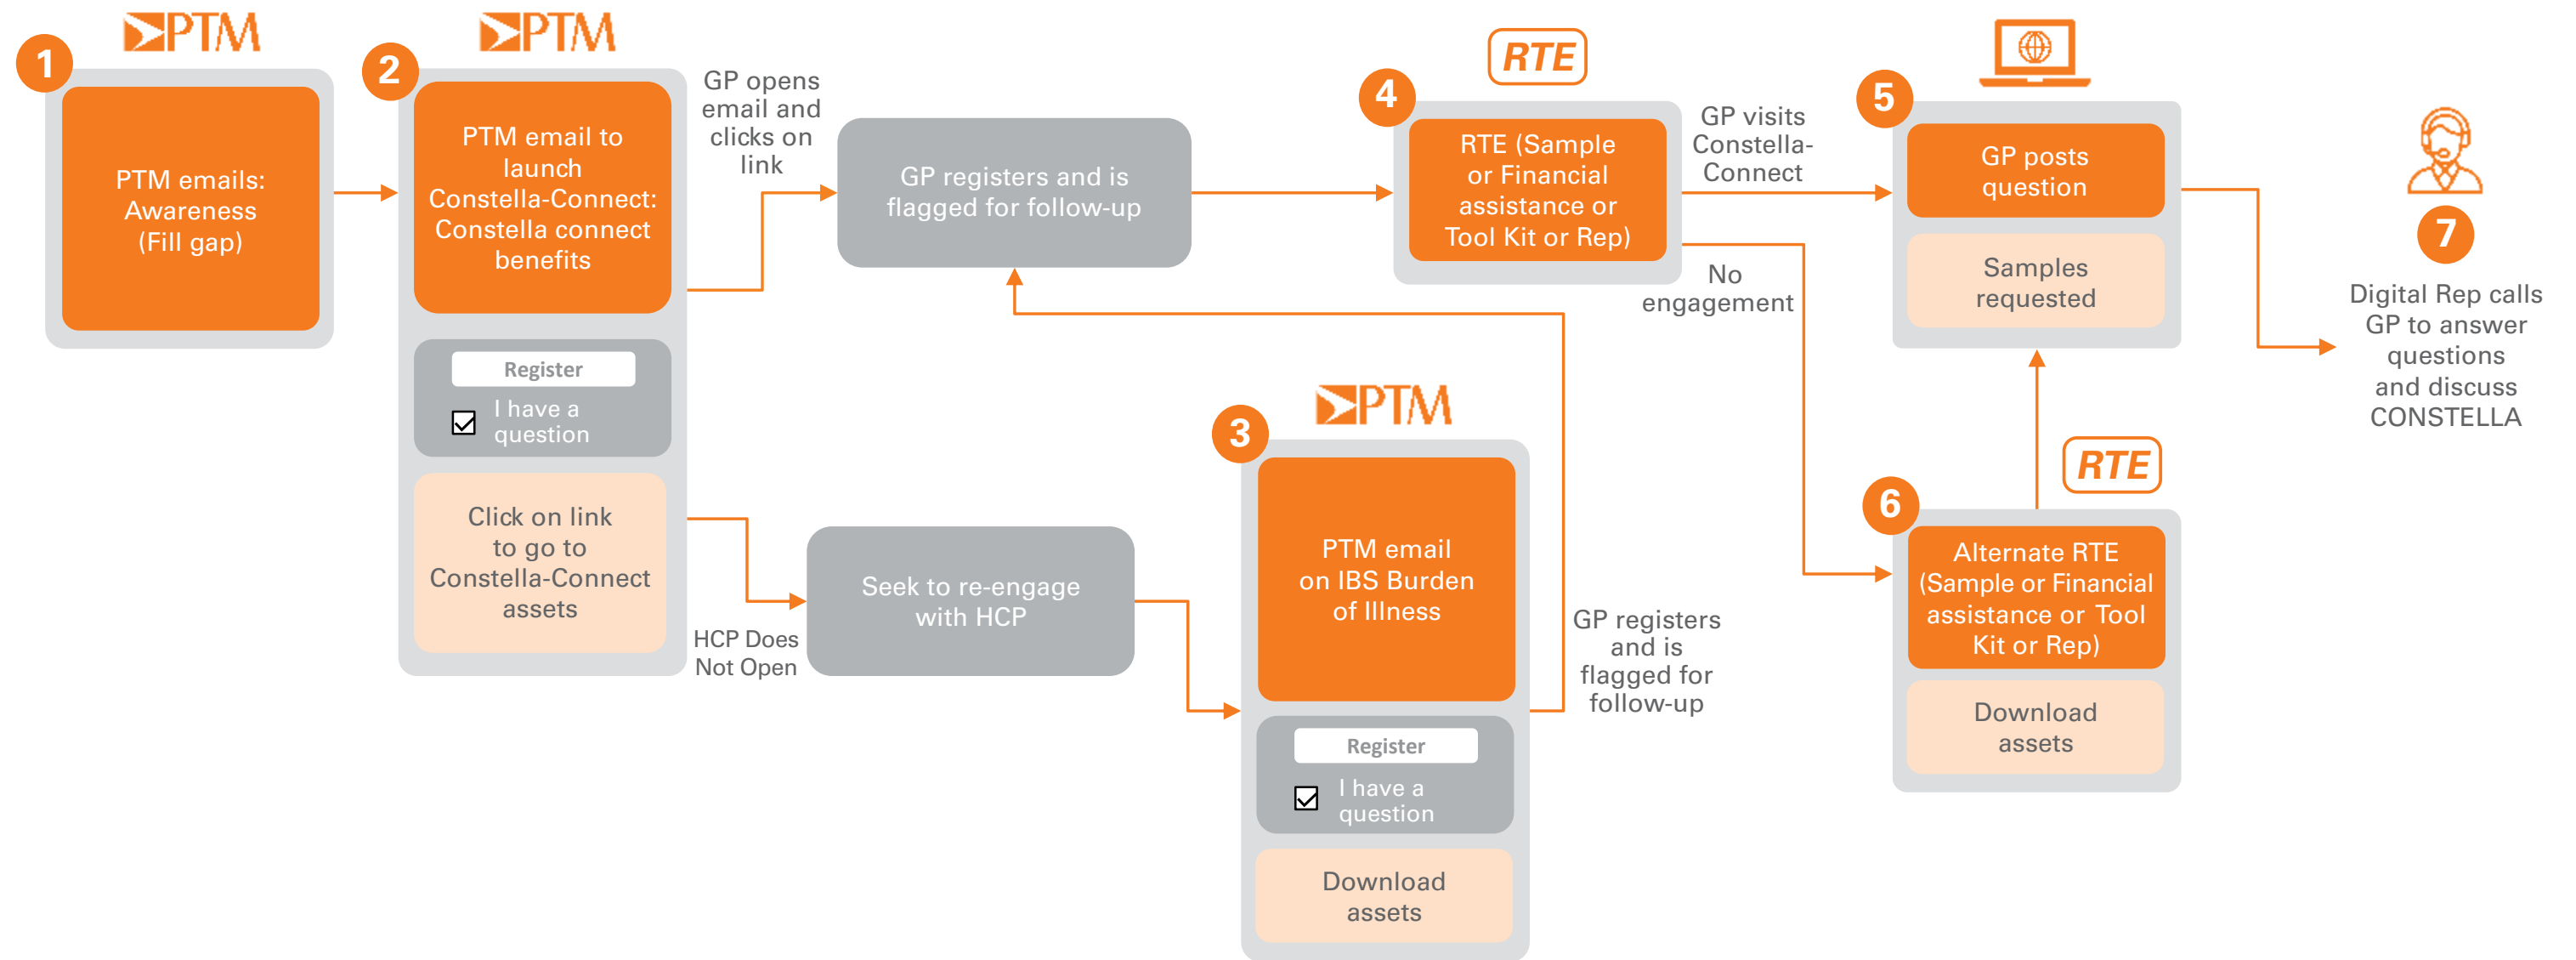 1
PTM
PTM emails:
Awareness
(Fill gap)
2
PTM
PTM email to
launch
Constella-Connect:
Constella connect
benefits
Register
I have a
question
Click on link
to go to
Constella-Connect
assets
GP opens
email and
clicks on
link
GP registers and is
flagged for follow-up
HCP Does
Not Open
Seek to re-engage
with HCP
3
PTM
PTM email
on IBS Burden
of Illness
Register
I have a
question
Download
assets
GP registers
and is
flagged for
follow-up
4
RTE
RTE (Sample
or Financial
assistance or
Tool Kit or Rep)
GP visits
Constella-
Connect
No
engagement
5
GP posts
question
Samples
requested
6
RTE
Alternate RTE
(Sample or Financial
assistance or Tool
Kit or Rep)
Download
assets
7
Digital Rep calls
GP to answer
questions
and discuss
CONSTELLA